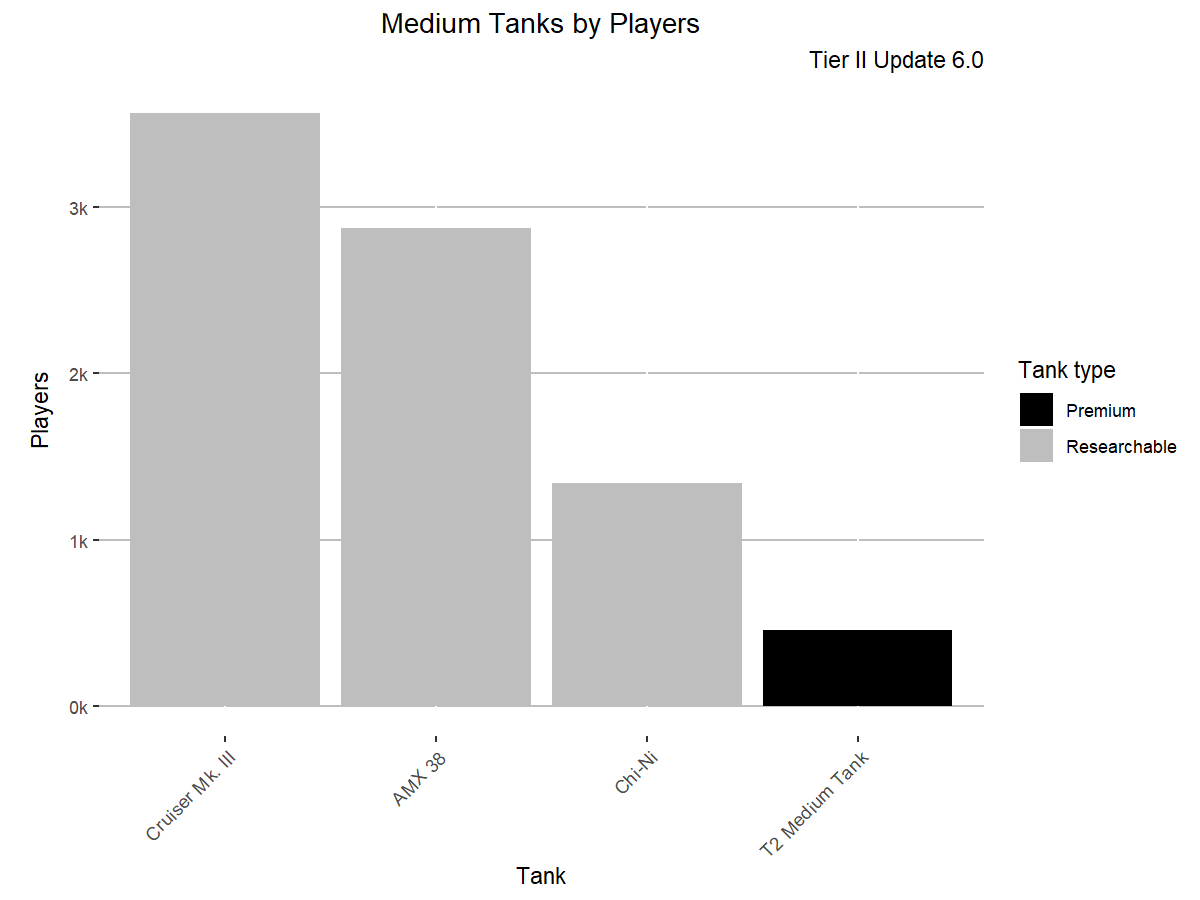 Medium Tanks by Players
Tier II Update 6.0
Players
3k
2k
1k
0k
Cruiser Mk. III
AMX 38
Chi-Ni
T2 Medium Tank
Tank
Tank type
Premium
Researchable